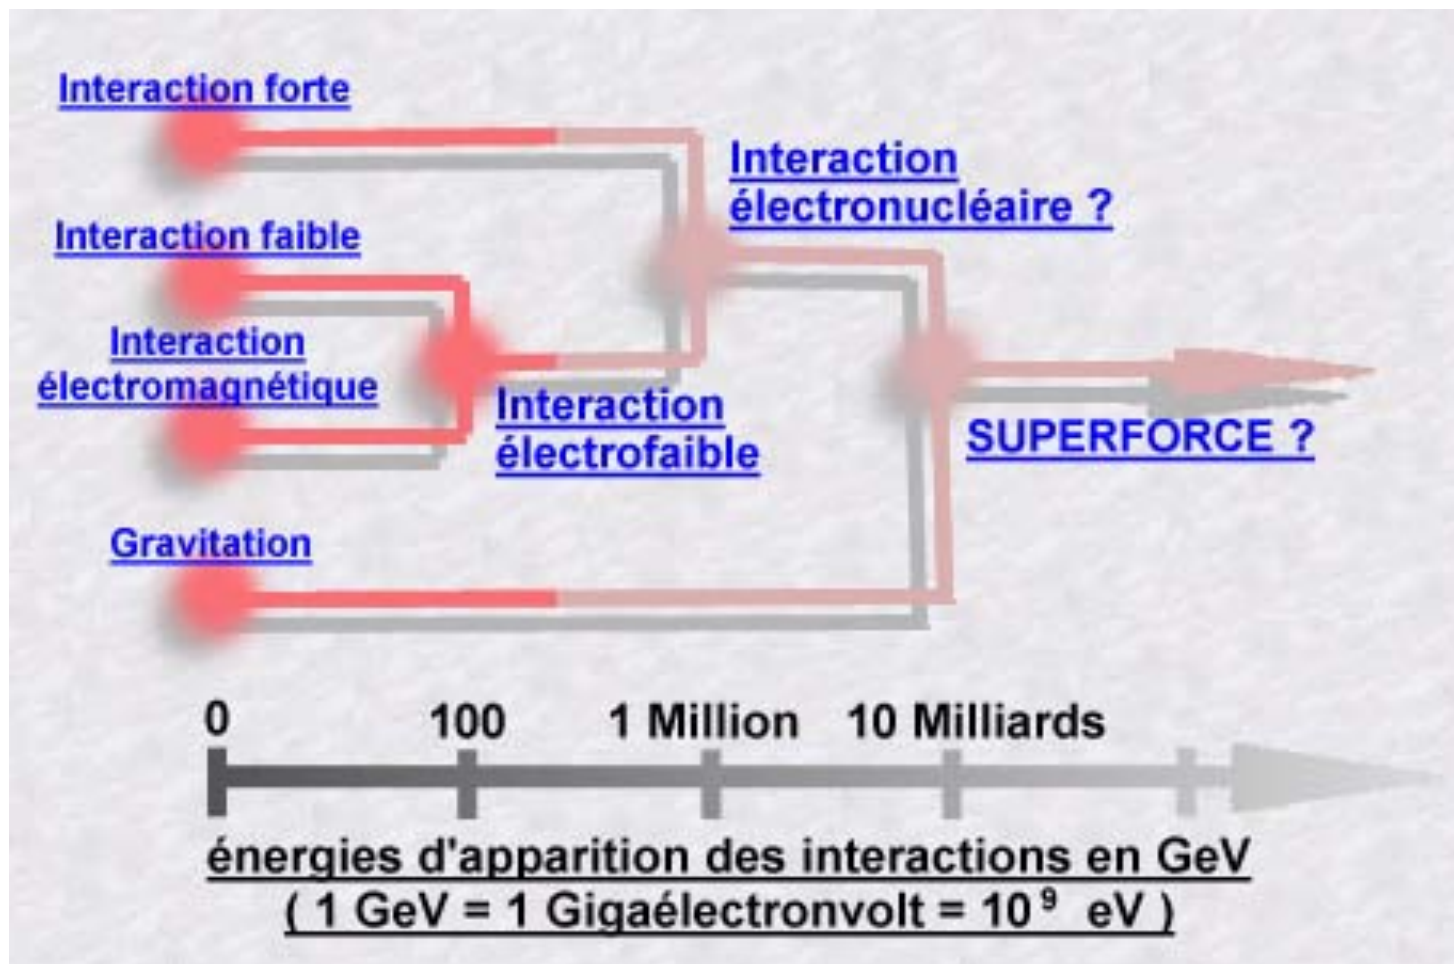 Interaction forte
Interaction
électronucléaire ?
Interaction faible
Interaction
électromagnétique
Interaction
électrofaible
SUPERFORCE ?
Gravitation
0 100 1 Million 10 Milliards
énergies d'apparition des interactions en GeV
( 1 GeV = 1 Gigaélectronvolt = 10⁹ eV )